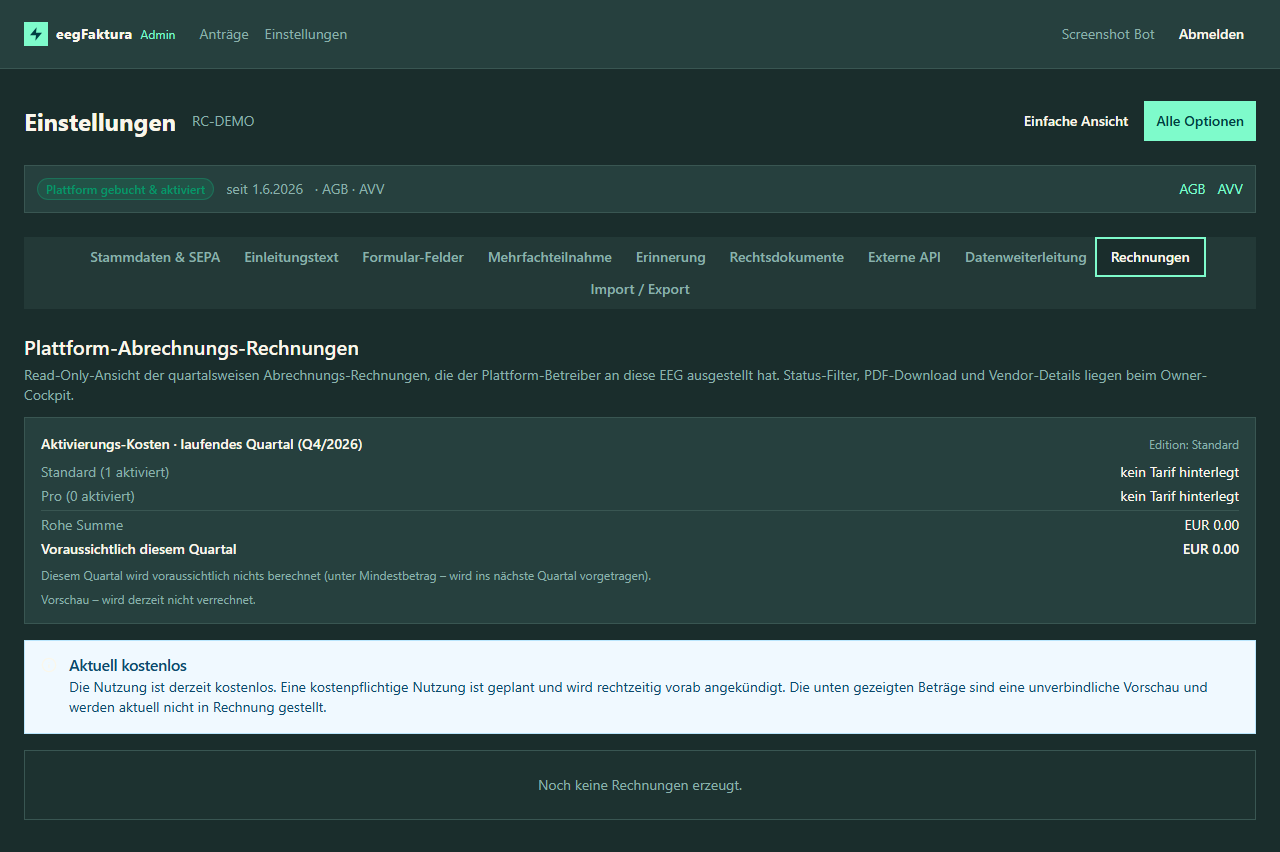 eegFaktura Admin Anträge Einstellungen Screenshot Bot Abmelden
Einstellungen RC-DEMO Einfache Ansicht Alle Optionen
Plattform gebucht & aktiviert seit 1.6.2026 · AGB · AVV AGB AVV
Stammdaten & SEPA Einleitungstext Formular-Felder Mehrfachteilnahme Erinnerung Rechtsdokumente Externe API Datenweiterleitung Rechnungen
Import / Export
Plattform-Abrechnungs-Rechnungen
Read-Only-Ansicht der quartalsweisen Abrechnungs-Rechnungen, die der Plattform-Betreiber an diese EEG ausgestellt hat. Status-Filter, PDF-Download und Vendor-Details liegen beim Owner-
Cockpit.
Aktivierungs-Kosten · laufendes Quartal (Q4/2026) Edition: Standard
Standard (1 aktiviert) kein Tarif hinterlegt
Pro (0 aktiviert) kein Tarif hinterlegt
Rohe Summe EUR 0.00
Voraussichtlich diesem Quartal EUR 0.00
Diesem Quartal wird voraussichtlich nichts berechnet (unter Mindestbetrag – wird ins nächste Quartal vorgetragen).
Vorschau – wird derzeit nicht verrechnet.
Aktuell kostenlos
Die Nutzung ist derzeit kostenlos. Eine kostenpflichtige Nutzung ist geplant und wird rechtzeitig vorab angekündigt. Die unten gezeigten Beträge sind eine unverbindliche Vorschau und
werden aktuell nicht in Rechnung gestellt.
Noch keine Rechnungen erzeugt.